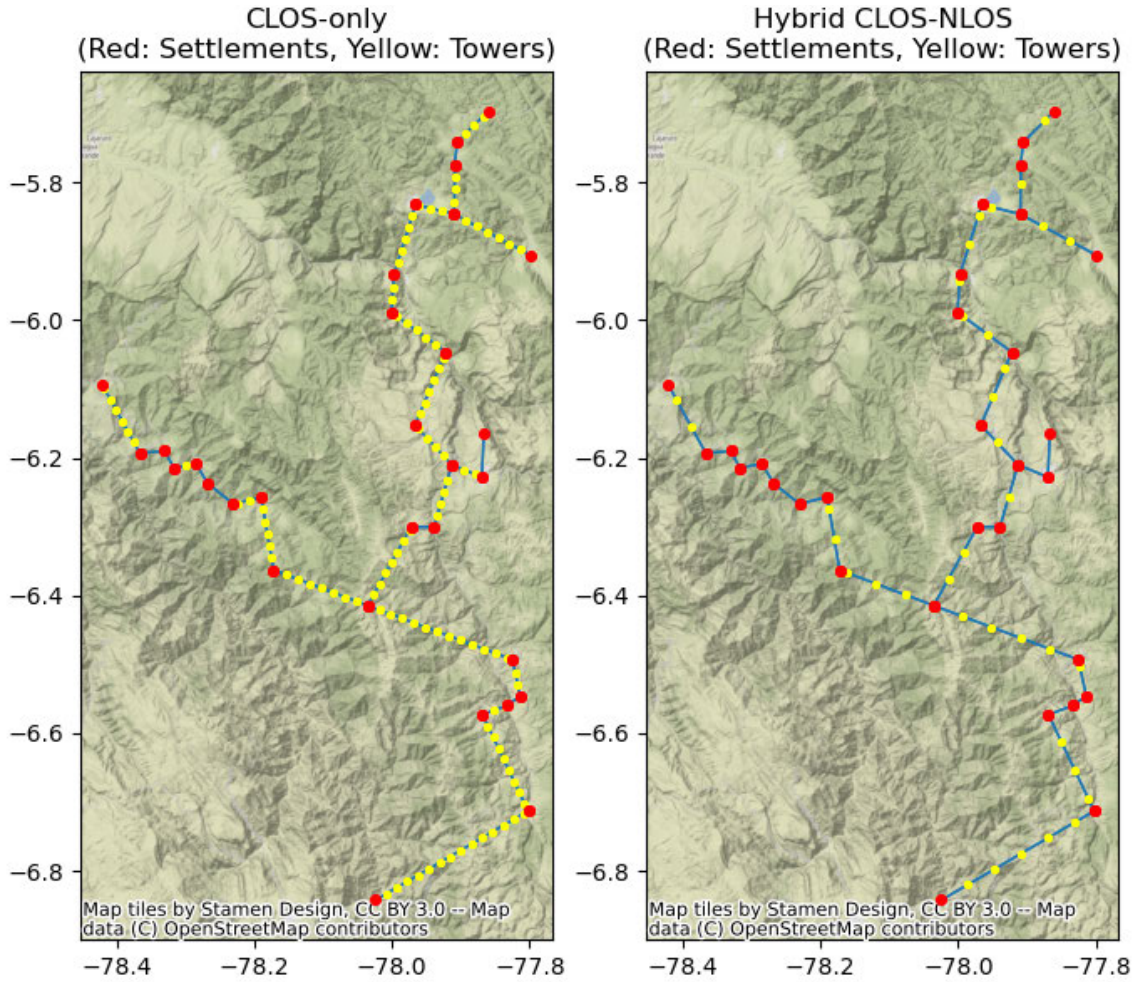 CLOS-only
(Red: Settlements, Yellow: Towers)
−5.8
−6.0
−6.2
−6.4
−6.6
−6.8
Map tiles by Stamen Design, CC BY 3.0 -- Map
data (C) OpenStreetMap contributors
−78.4
−78.2
−78.0
−77.8
Hybrid CLOS-NLOS
(Red: Settlements, Yellow: Towers)
−5.8
−6.0
−6.2
−6.4
−6.6
−6.8
Map tiles by Stamen Design, CC BY 3.0 -- Map
data (C) OpenStreetMap contributors
−78.4
−78.2
−78.0
−77.8